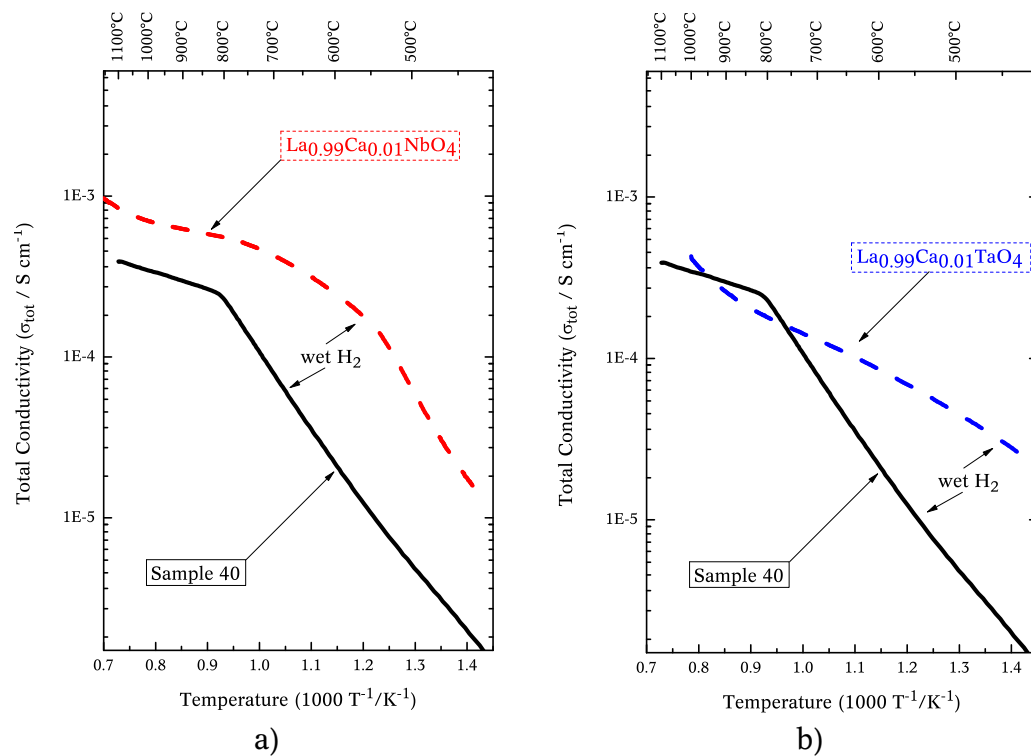 1100°C 1000°C 900°C 800°C 700°C 600°C 500°C
La0.99Ca0.01NbO4
1E-3
Total Conductivity (σtot / S cm-1)
wet H2
1E-4
1E-5
Sample 40
0.7 0.8 0.9 1.0 1.1 1.2 1.3 1.4
Temperature (1000 T-1/K-1)
a)
1100°C 1000°C 900°C 800°C 700°C 600°C 500°C
1E-3
La0.99Ca0.01TaO4
Total Conductivity (σtot / S cm-1)
1E-4
wet H2
1E-5
Sample 40
0.7 0.8 0.9 1.0 1.1 1.2 1.3 1.4
Temperature (1000 T-1/K-1)
b)